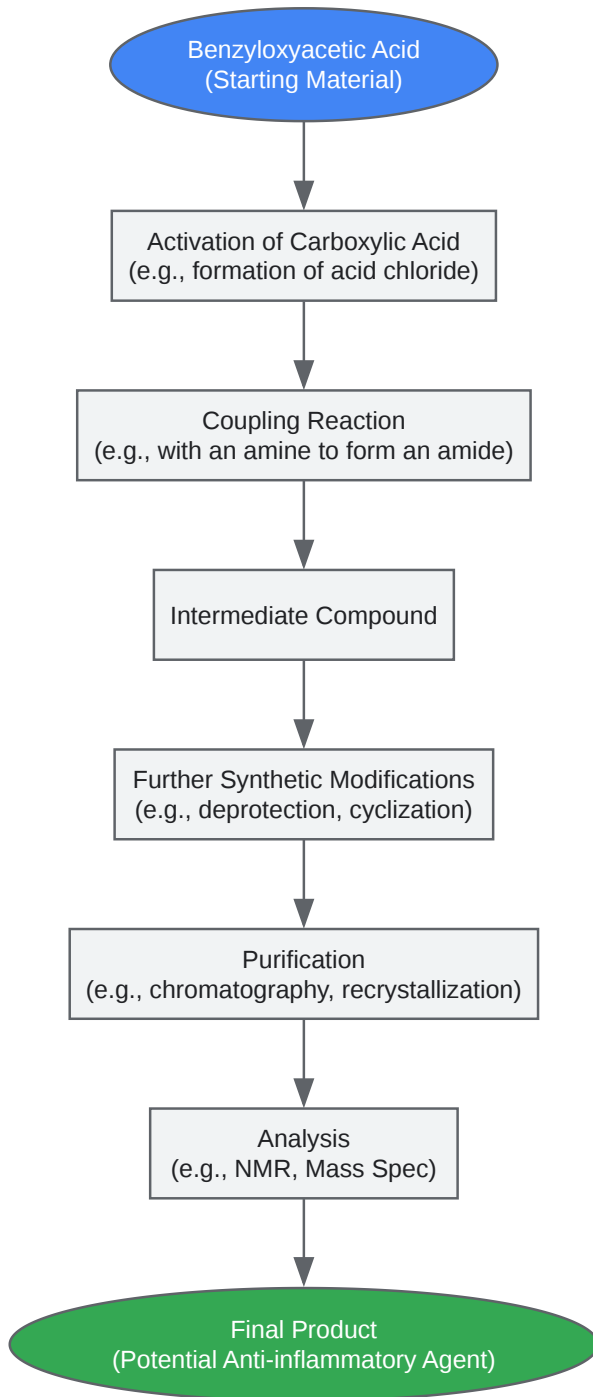 Benzyloxyacetic Acid
(Starting Material)
Activation of Carboxylic Acid
(e.g., formation of acid chloride)
Coupling Reaction
(e.g., with an amine to form an amide)
Intermediate Compound
Further Synthetic Modifications
(e.g., deprotection, cyclization)
Purification
(e.g., chromatography, recrystallization)
Analysis
(e.g., NMR, Mass Spec)
Final Product
(Potential Anti-inflammatory Agent)